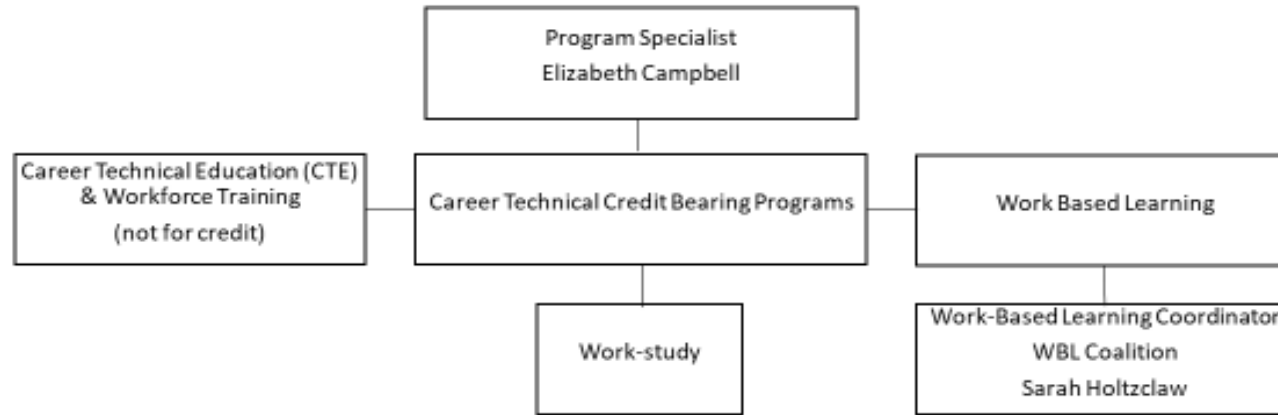 Program Specialist
Elizabeth Campbell
Career Technical Education (CTE)
& Workforce Training
(not for credit)
Career Technical Credit Bearing Programs
Work Based Learning
Work-study
Work-Based Learning Coordinator
WBL Coalition
Sarah Holtzclaw